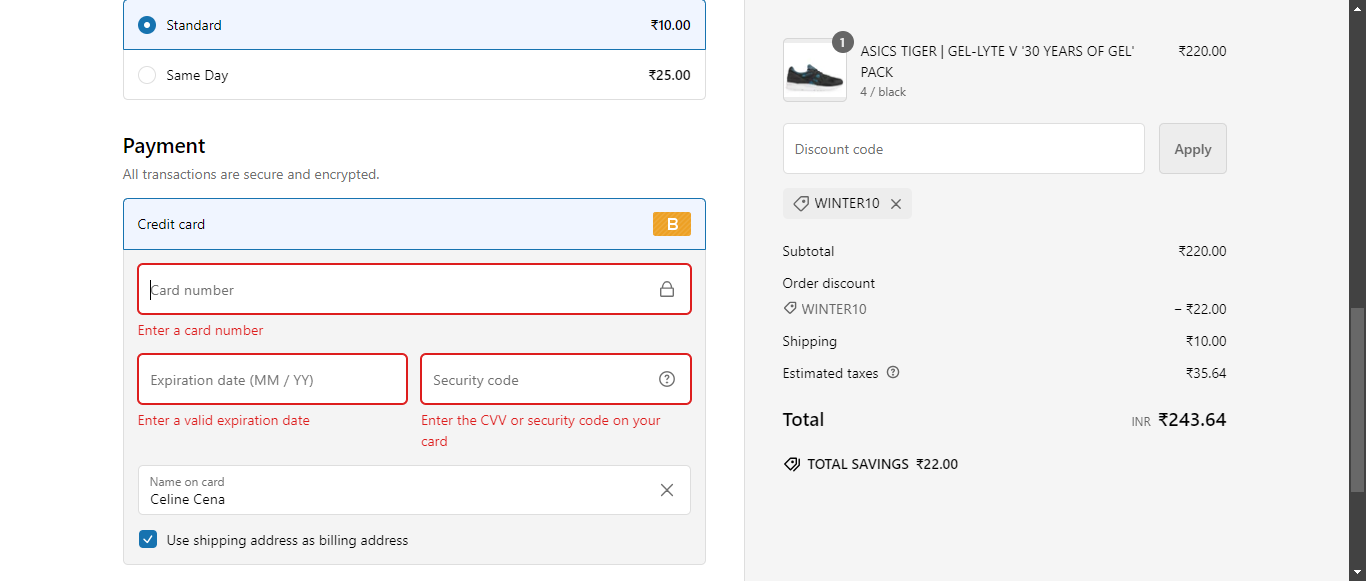 Standard ₹10.00
Same Day ₹25.00
Payment
All transactions are secure and encrypted.
Credit card B
Card number
Enter a card number
Expiration date (MM / YY) Security code
Enter a valid expiration date Enter the CVV or security code on your
card
Name on card
Celine Cena
Use shipping address as billing address
1
ASICS TIGER | GEL-LYTE V '30 YEARS OF GEL' ₹220.00
PACK
4 / black
Discount code Apply
WINTER10
Subtotal ₹220.00
Order discount
WINTER10 − ₹22.00
Shipping ₹10.00
Estimated taxes ₹35.64
Total INR ₹243.64
TOTAL SAVINGS ₹22.00